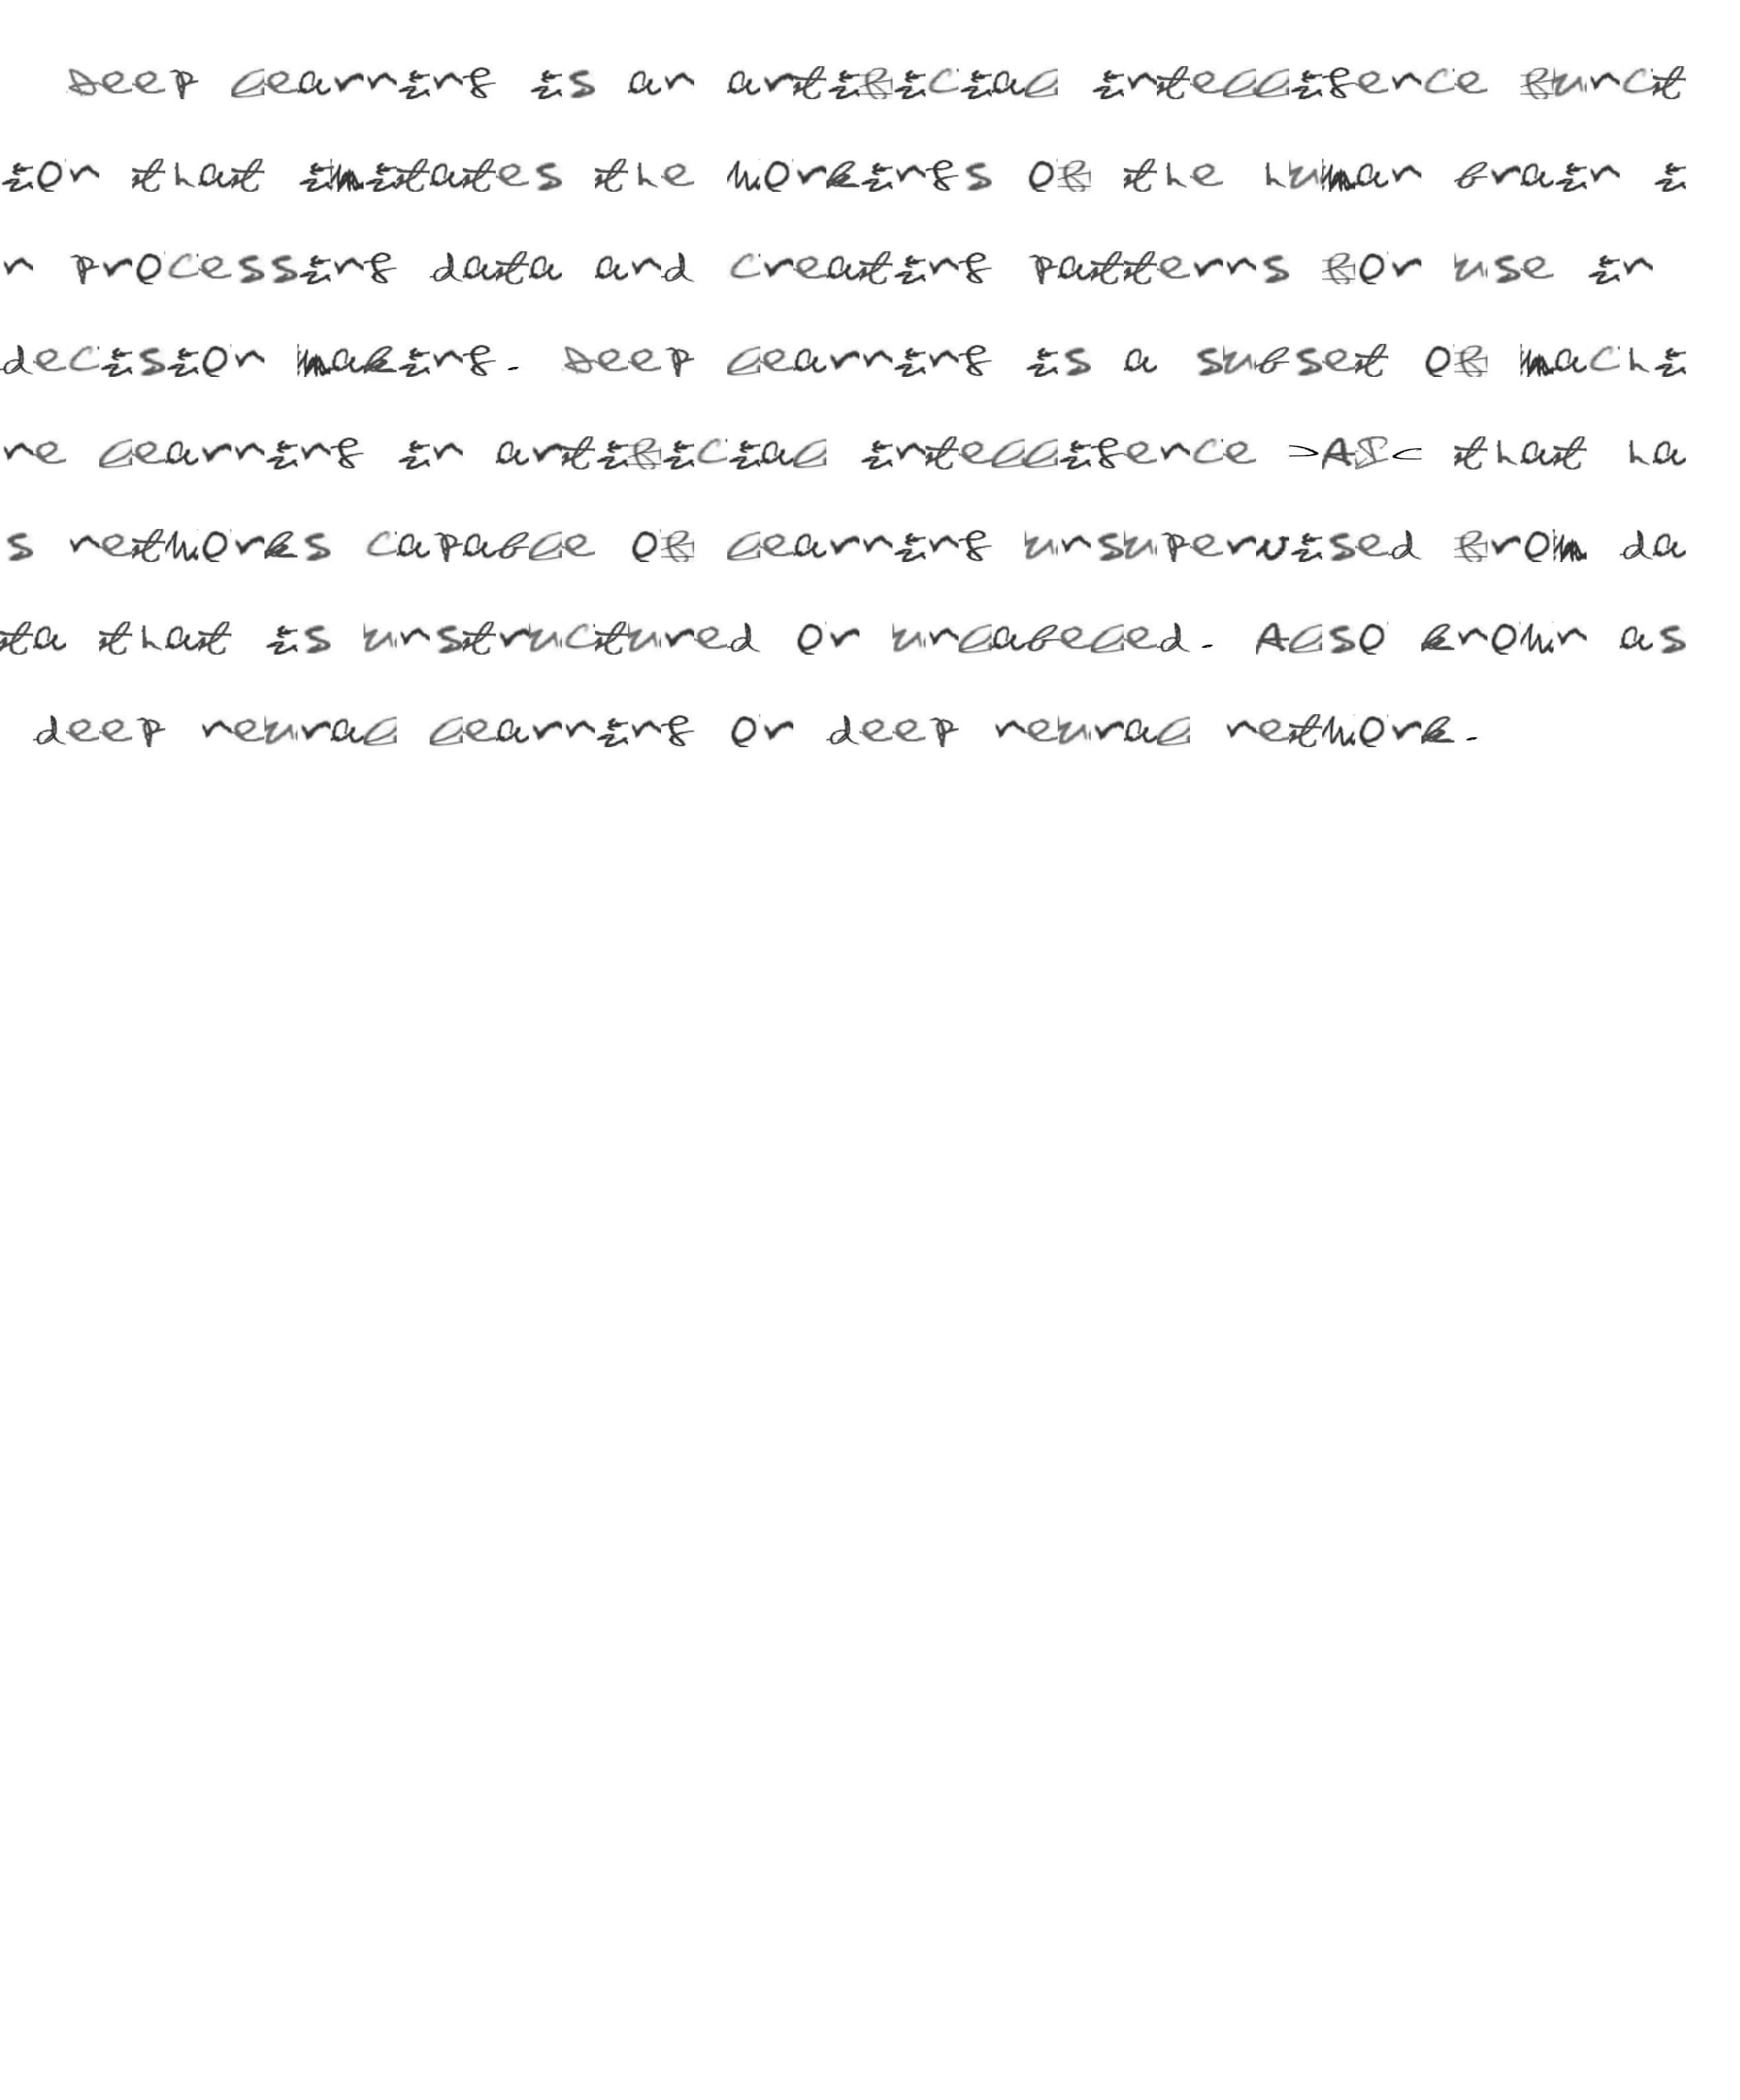 Deep learning is an artificial intelligence funct
ion that imitates the workings of the human brain i
n processing data and creating patterns for use in
decision making. Deep learning is a subset of machi
ne learning in artificial intelligence )AI( that ha
s networks capable of learning unsupervised from da
ta that is unstructured or unlabeled. Also known as
deep neural learning or deep neural network.